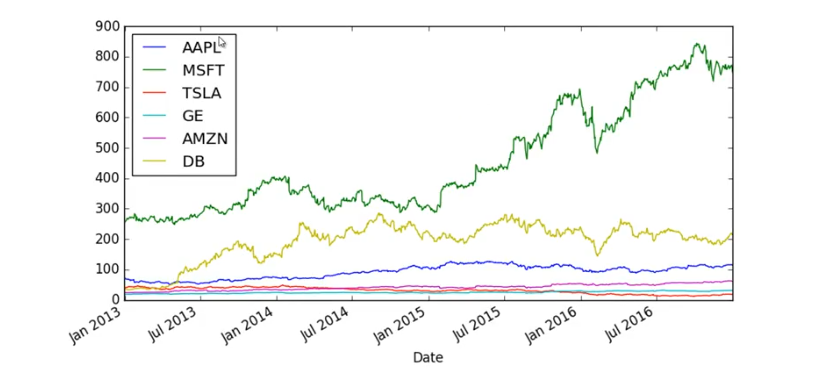 900
800
700
600
500
400
300
200
100
0
AAPL
MSFT
TSLA
GE
AMZN
DB
Jan 2013
Jul 2013
Jan 2014
Jul 2014
Jan 2015
Jul 2015
Jan 2016
Jul 2016
Date